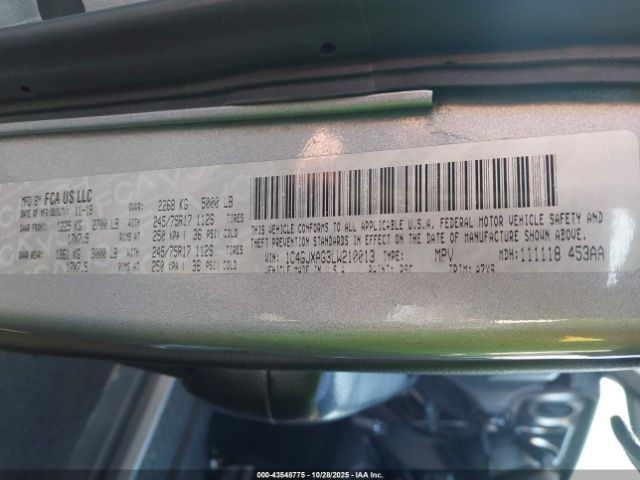 MFD BY FCA US LLC
DATE OF MFR 11-19 GVWR: 2268 KG 5000 LB
GAWR FRONT 1225 KG 2700 LB WITH 245/75R17 112S TIRES
17X7.5 RIMS AT 250 KPA / 36 PSI COLD
GAWR REAR 1361 KG 3000 LB WITH 245/75R17 112S TIRES
17X7.5 RIMS AT 250 KPA / 36 PSI COLD
THIS VEHICLE CONFORMS TO ALL APPLICABLE U.S.A. FEDERAL MOTOR VEHICLE SAFETY AND
THEFT PREVENTION STANDARDS IN EFFECT ON THE DATE OF MANUFACTURE SHOWN ABOVE.
VIN: 1C4GJXAG3LW210013 TYPE: MPV MDH: 111118 453AA
000-43548775 - 10/28/2025 - IAA Inc.